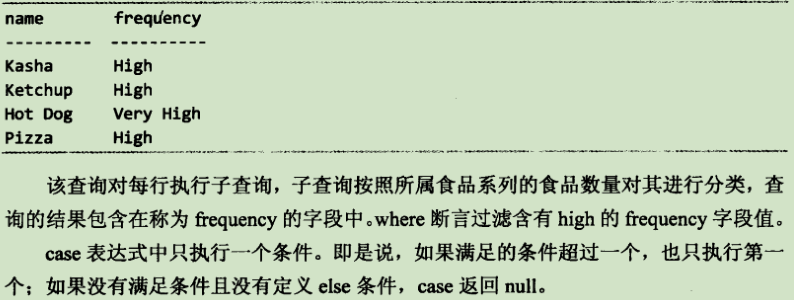 name frequency
--------- ----------
Kasha High
Ketchup High
Hot Dog Very High
Pizza High
该查询对每行执行子查询，子查询按照所属食品系列的食品数量对其进行分类，查
询的结果包含在称为 frequency 的字段中。where 断言过滤含有 high 的 frequency 字段值。
case 表达式中只执行一个条件。即是说，如果满足的条件超过一个，也只执行第一
个；如果没有满足条件且没有定义 else 条件，case 返回 null。